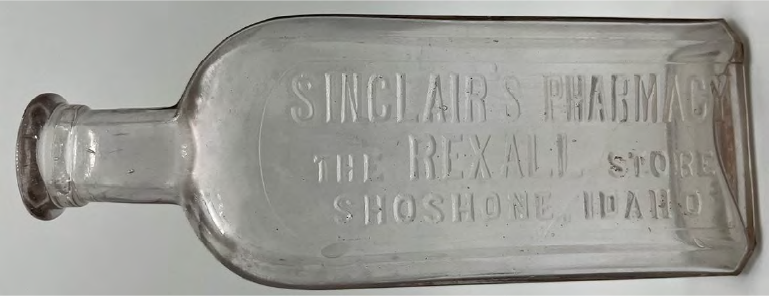 SINCLAIR'S PHARMACY
THE REXALL STORE
SHOSHONE, IDAHO